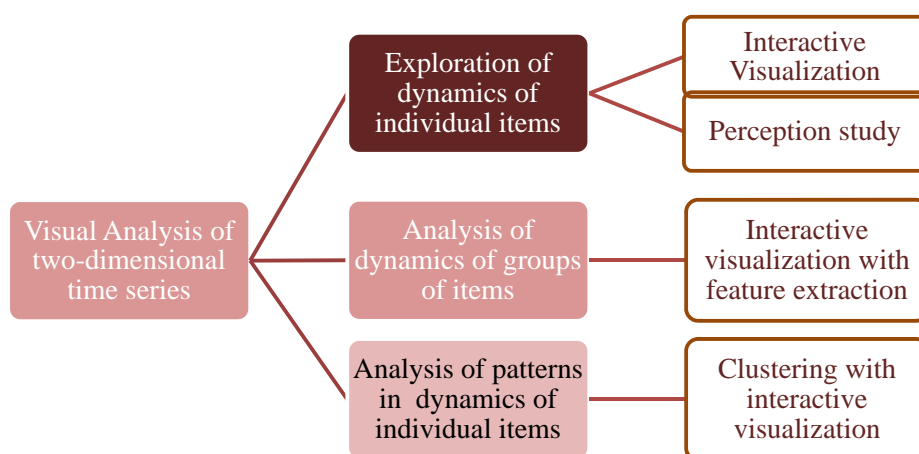 Visual Analysis of
two-dimensional
time series
Exploration of
dynamics of
individual items
Interactive
Visualization
Perception study
Analysis of
dynamics of groups
of items
Interactive
visualization with
feature extraction
Analysis of patterns
in dynamics of
individual items
Clustering with
interactive
visualization